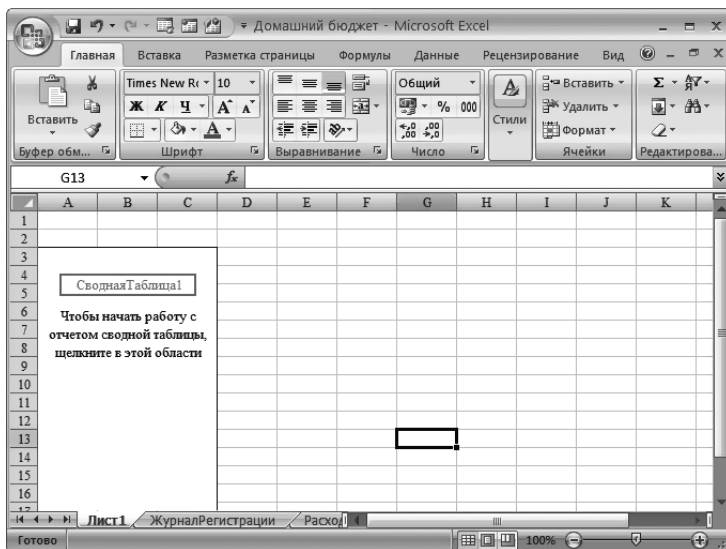 Домашний бюджет - Microsoft Excel
Главная Вставка Разметка страницы Формулы Данные Рецензирование Вид
Times New Ro 10 Общий Вставить
Вставить Ж К Ч % 000 Стили Удалить
Формат
Буфер обм... Шрифт Выравнивание Число Ячейки Редактирова...
G13 fx
A B C D E F G H I J K
1
2
3
4
СводнаяТаблица1
5
6 Чтобы начать работу с
7 отчетом сводной таблицы,
8 щелкните в этой области
9
10
11
12
13
14
15
16
17
Лист1 ЖурналРегистрации Расход
Готово 100%